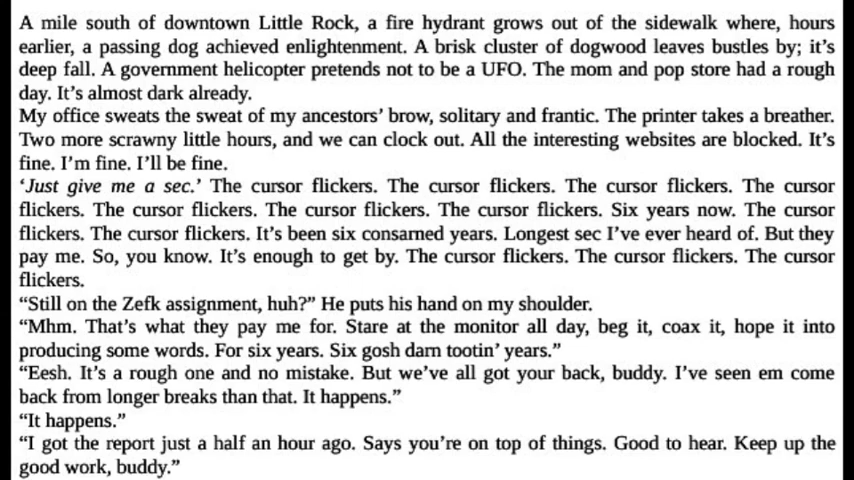 A mile south of downtown Little Rock, a fire hydrant grows out of the sidewalk where, hours
earlier, a passing dog achieved enlightenment. A brisk cluster of dogwood leaves bustles by; it’s
deep fall. A government helicopter pretends not to be a UFO. The mom and pop store had a rough
day. It’s almost dark already.
My office sweats the sweat of my ancestors’ brow, solitary and frantic. The printer takes a breather.
Two more scrawny little hours, and we can clock out. All the interesting websites are blocked. It’s
fine. I’m fine. I’ll be fine.
‘Just give me a sec.’ The cursor flickers. The cursor flickers. The cursor flickers. The cursor
flickers. The cursor flickers. The cursor flickers. The cursor flickers. Six years now. The cursor
flickers. The cursor flickers. It’s been six consarned years. Longest sec I’ve ever heard of. But they
pay me. So, you know. It’s enough to get by. The cursor flickers. The cursor flickers. The cursor
flickers.
“Still on the Zefk assignment, huh?” He puts his hand on my shoulder.
“Mhm. That’s what they pay me for. Stare at the monitor all day, beg it, coax it, hope it into
producing some words. For six years. Six gosh darn tootin’ years.”
“Eesh. It’s a rough one and no mistake. But we’ve all got your back, buddy. I’ve seen em come
back from longer breaks than that. It happens.”
“It happens.”
“I got the report just a half an hour ago. Says you’re on top of things. Good to hear. Keep up the
good work, buddy.”